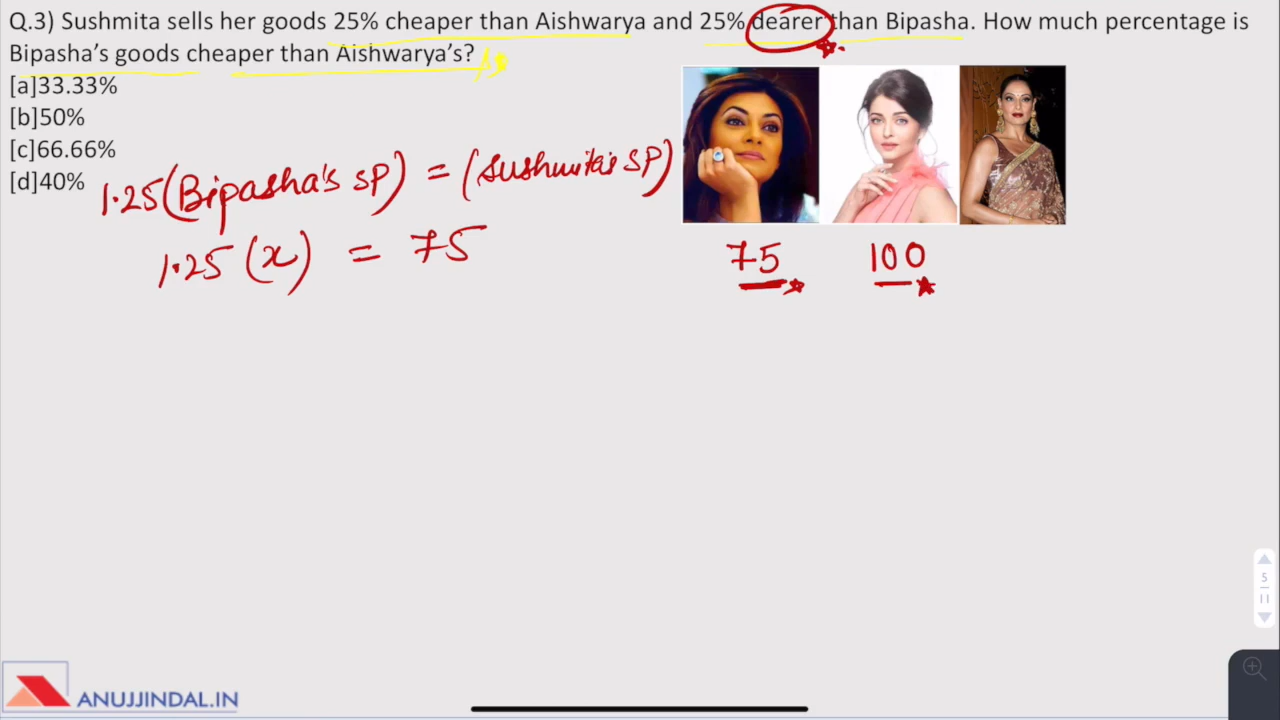 Q.3) Sushmita sells her goods 25% cheaper than Aishwarya and 25% dearer than Bipasha. How much percentage is
Bipasha’s goods cheaper than Aishwarya’s?
[a]33.33%
[b]50%
[c]66.66%
[d]40%
1.25(Bipasha's SP) = (Sushmita's SP)
1.25 (x) = 75
75 100
5
11
ANUJJINDAL.IN